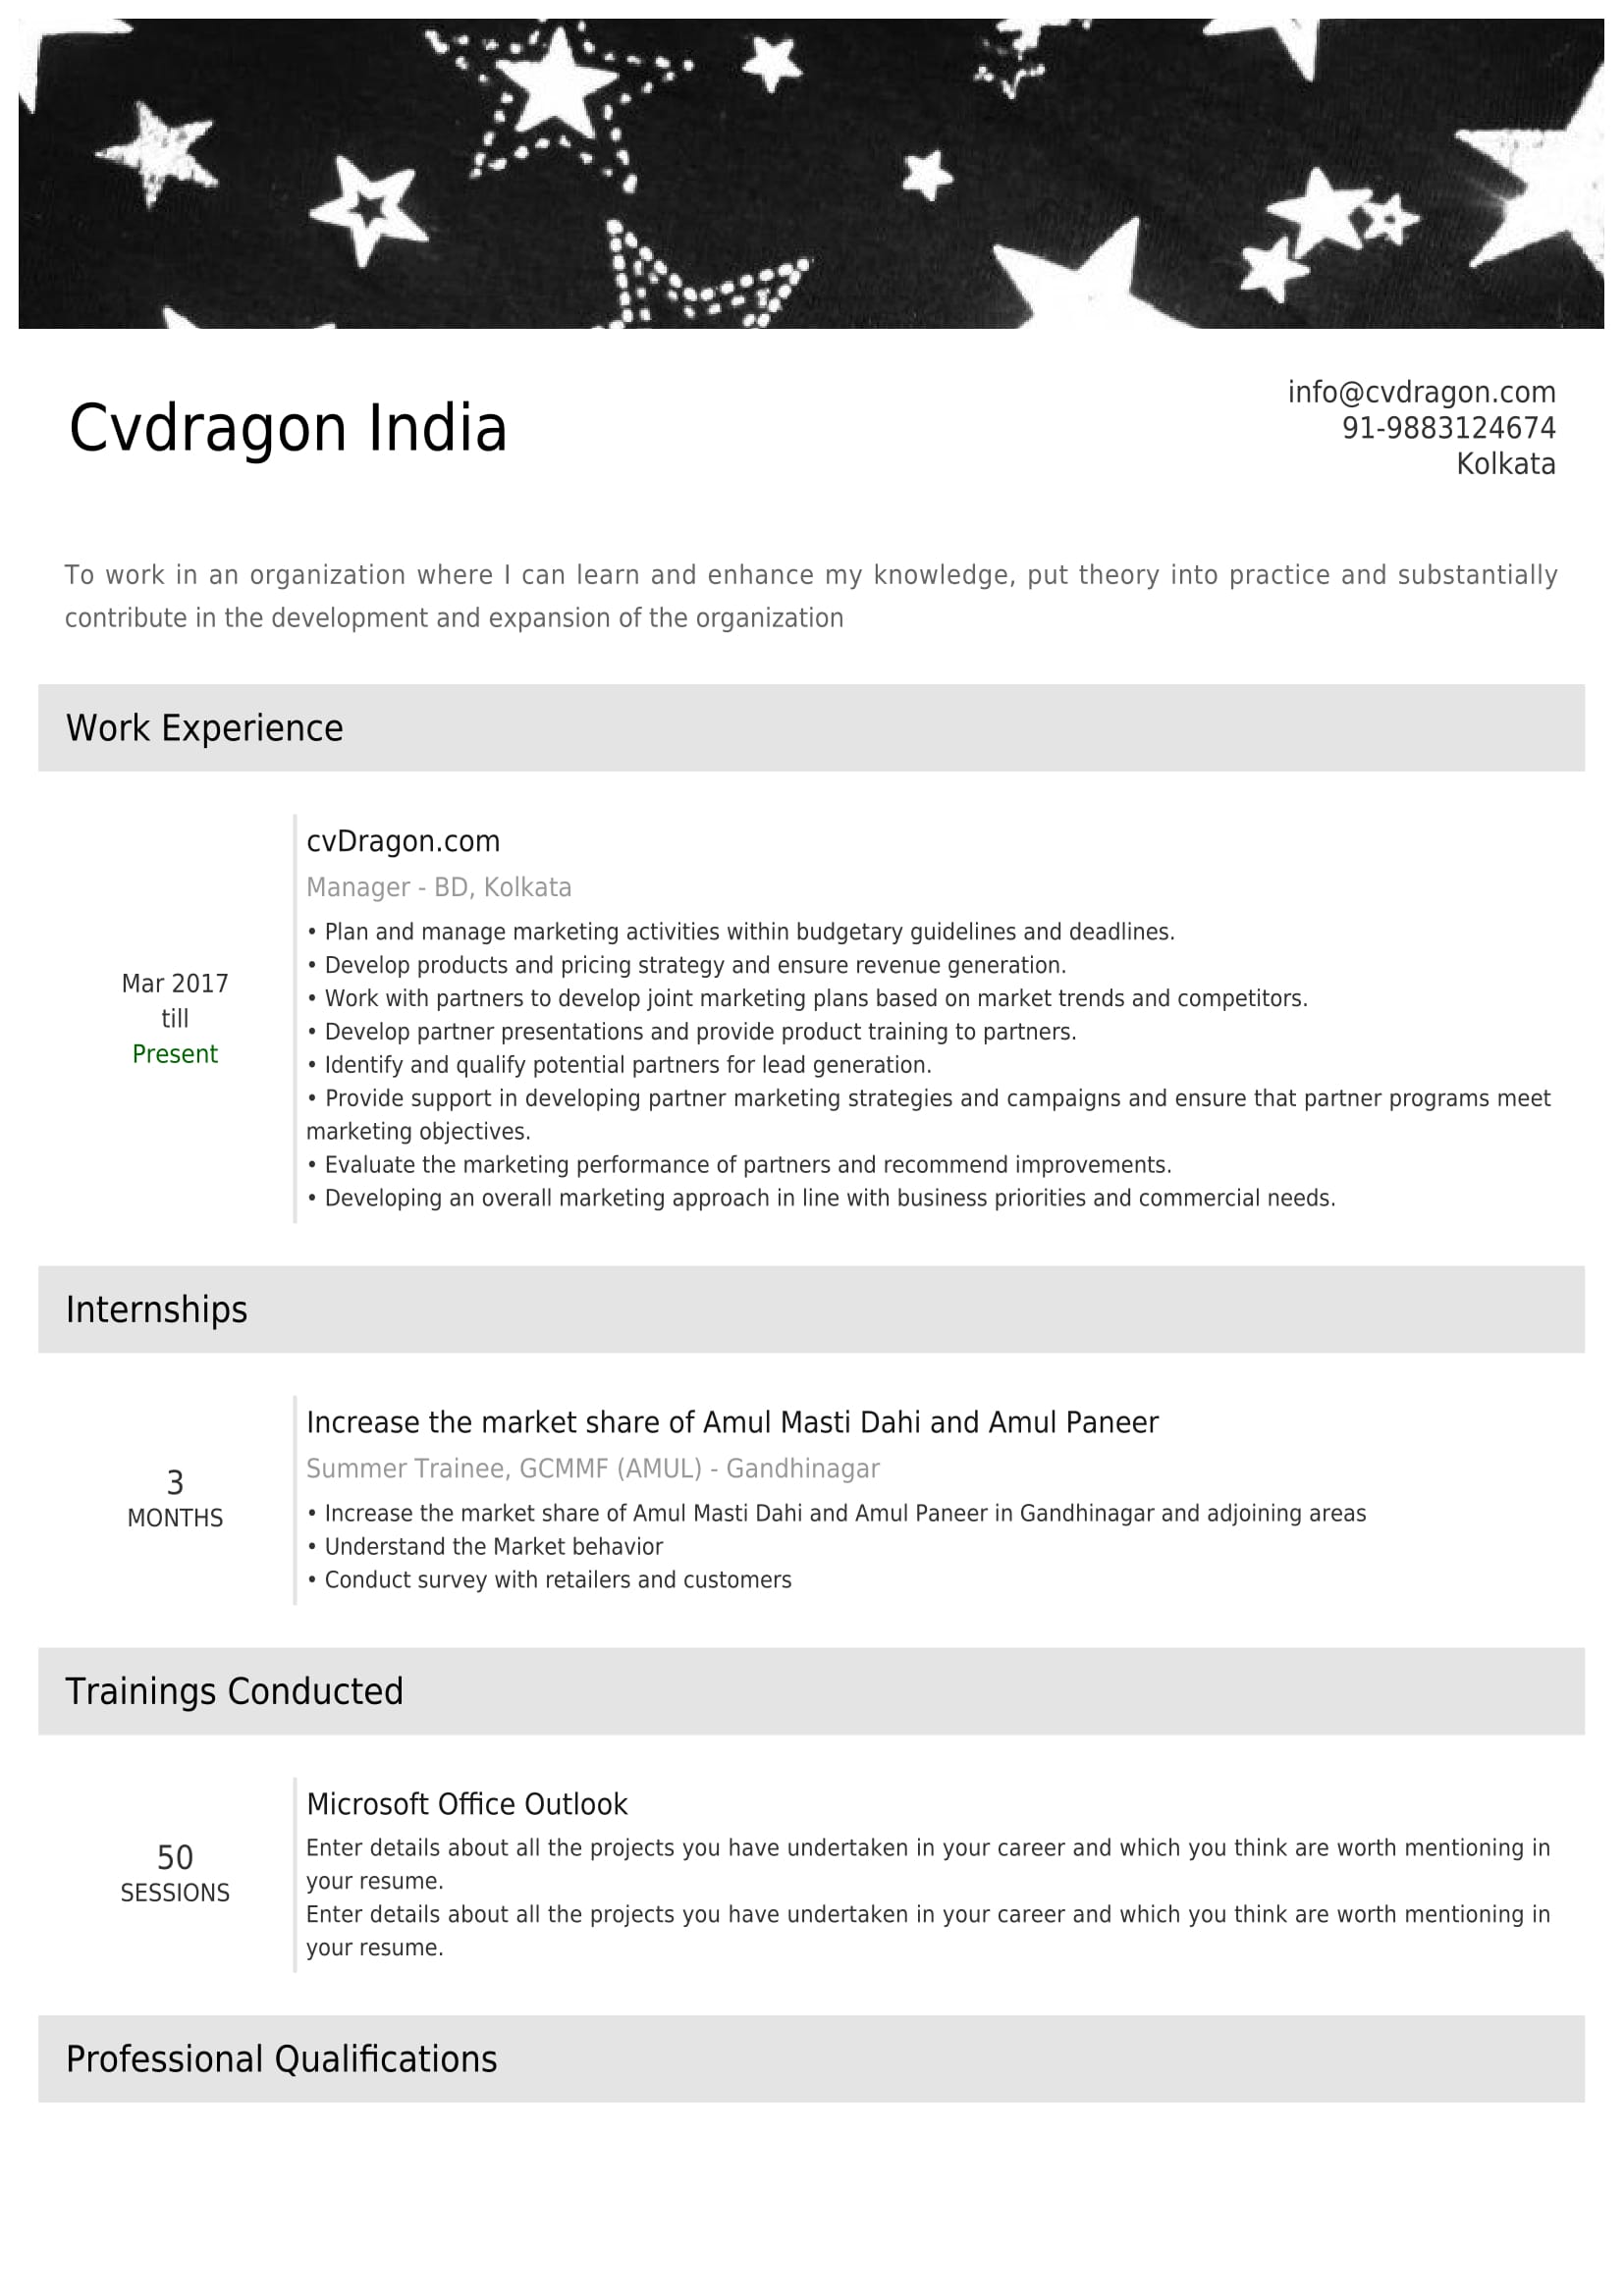 Cvdragon India
info@cvdragon.com
91-9883124674
Kolkata
To work in an organization where I can learn and enhance my knowledge, put theory into practice and substantially
contribute in the development and expansion of the organization
Work Experience
Mar 2017
till
Present
cvDragon.com
Manager - BD, Kolkata
• Plan and manage marketing activities within budgetary guidelines and deadlines.
• Develop products and pricing strategy and ensure revenue generation.
• Work with partners to develop joint marketing plans based on market trends and competitors.
• Develop partner presentations and provide product training to partners.
• Identify and qualify potential partners for lead generation.
• Provide support in developing partner marketing strategies and campaigns and ensure that partner programs meet
marketing objectives.
• Evaluate the marketing performance of partners and recommend improvements.
• Developing an overall marketing approach in line with business priorities and commercial needs.
Internships
3
MONTHS
Increase the market share of Amul Masti Dahi and Amul Paneer
Summer Trainee, GCMMF (AMUL) - Gandhinagar
• Increase the market share of Amul Masti Dahi and Amul Paneer in Gandhinagar and adjoining areas
• Understand the Market behavior
• Conduct survey with retailers and customers
Trainings Conducted
50
SESSIONS
Microsoft Office Outlook
Enter details about all the projects you have undertaken in your career and which you think are worth mentioning in
your resume.
Enter details about all the projects you have undertaken in your career and which you think are worth mentioning in
your resume.
Professional Qualifications